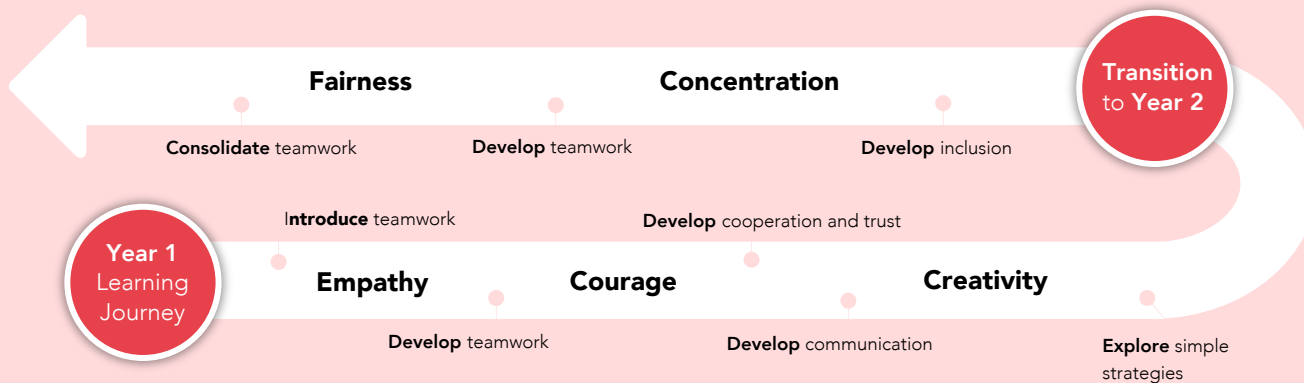 Fairness
Concentration
Transition
to Year 2
Consolidate teamwork
Develop teamwork
Develop inclusion
Introduce teamwork
Develop cooperation and trust
Year 1
Learning
Journey
Empathy
Courage
Creativity
Develop teamwork
Develop communication
Explore simple
strategies